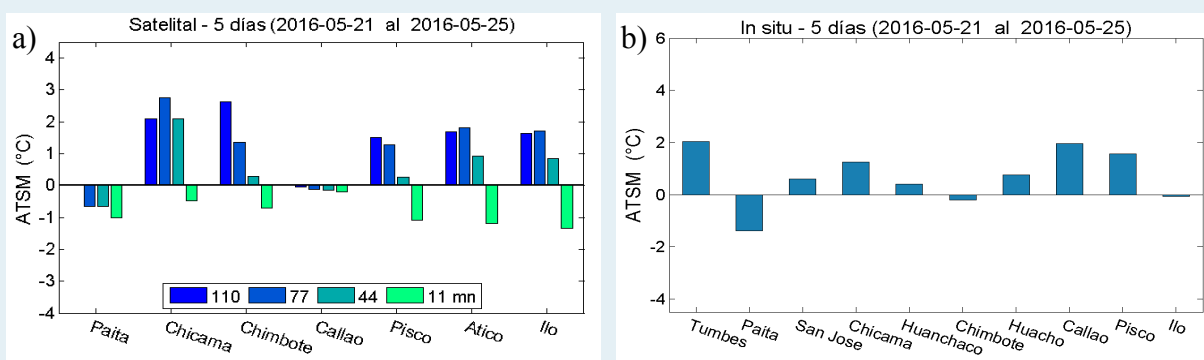 a)
Satelital - 5 días (2016-05-21 al 2016-05-25)
ATSM (°C)
4
3
2
1
0
-1
-2
-3
-4
110 77 44 11 mn
Paita Chicama Chimbote Callao Pisco Atico Ilo
b)
In situ - 5 días (2016-05-21 al 2016-05-25)
ATSM (°C)
6
4
2
0
-2
-4
Tumbes Paita San Jose Chicama Huanchaco Chimbote Huacho Callao Pisco Ilo